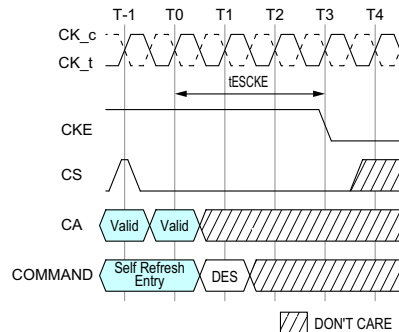 T-1 T0 T1 T2 T3 T4
CK_c
CK_t
tESCKE
CKE
CS
CA Valid Valid
COMMAND Self Refresh Entry DES
DON'T CARE